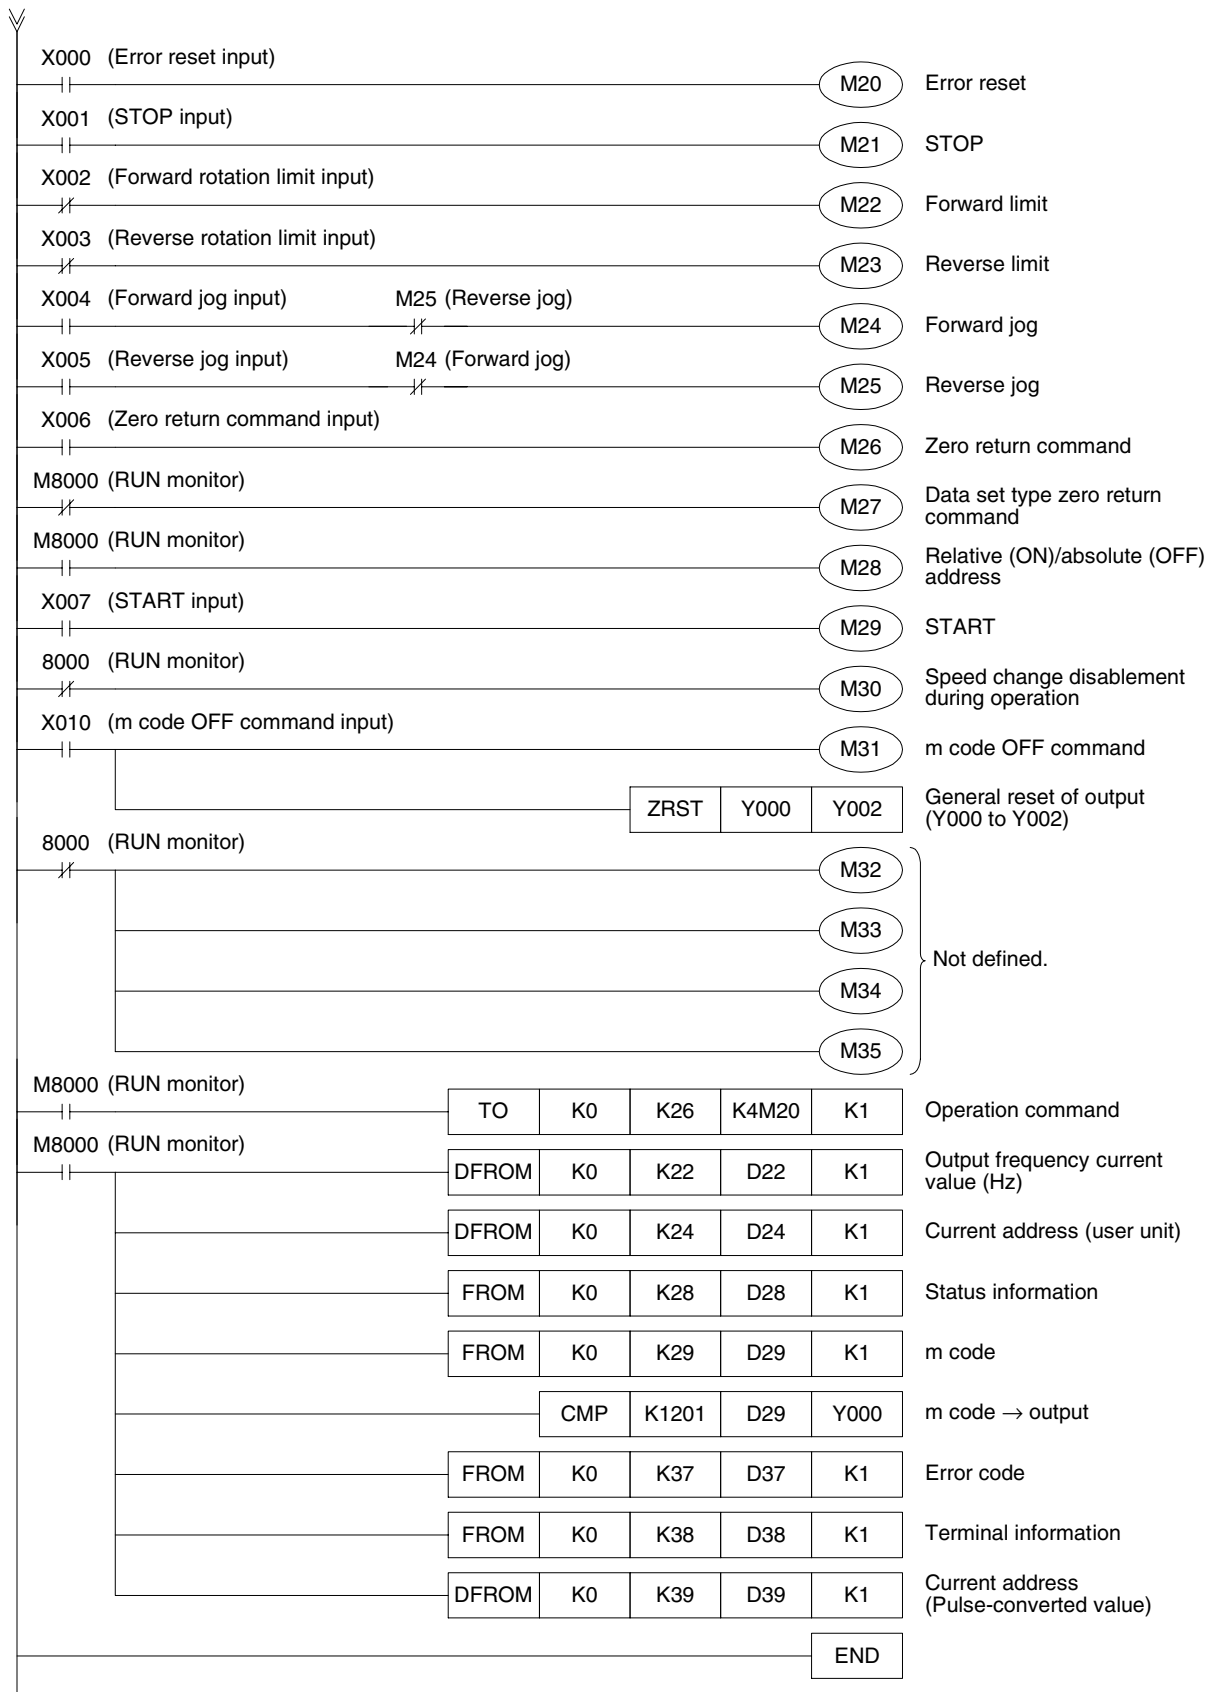 X000 (Error reset input)
M20 Error reset
X001 (STOP input)
M21 STOP
X002 (Forward rotation limit input)
M22 Forward limit
X003 (Reverse rotation limit input)
M23 Reverse limit
X004 (Forward jog input) M25 (Reverse jog)
M24 Forward jog
X005 (Reverse jog input) M24 (Forward jog)
M25 Reverse jog
X006 (Zero return command input)
M26 Zero return command
M8000 (RUN monitor)
M27 Data set type zero return
command
M8000 (RUN monitor)
M28 Relative (ON)/absolute (OFF)
address
X007 (START input)
M29 START
8000 (RUN monitor)
M30 Speed change disablement
during operation
X010 (m code OFF command input)
M31 m code OFF command
ZRST Y000 Y002 General reset of output
(Y000 to Y002)
8000 (RUN monitor)
M32
M33
Not defined.
M34
M35
M8000 (RUN monitor)
TO K0 K26 K4M20 K1 Operation command
M8000 (RUN monitor)
DFROM K0 K22 D22 K1 Output frequency current
value (Hz)
DFROM K0 K24 D24 K1 Current address (user unit)
FROM K0 K28 D28 K1 Status information
FROM K0 K29 D29 K1 m code
CMP K1201 D29 Y000 m code → output
FROM K0 K37 D37 K1 Error code
FROM K0 K38 D38 K1 Terminal information
DFROM K0 K39 D39 K1 Current address
(Pulse-converted value)
END